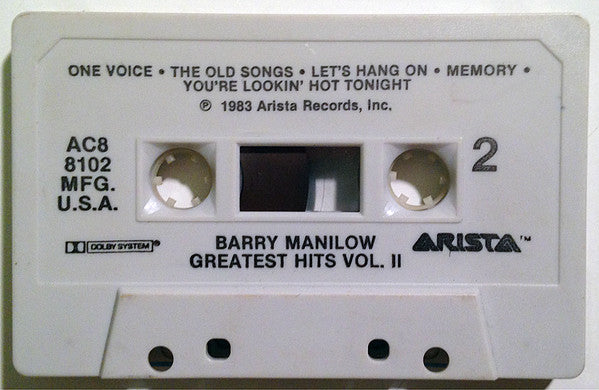 ONE VOICE • THE OLD SONGS • LET'S HANG ON • MEMORY •
YOU'RE LOOKIN' HOT TONIGHT
℗ 1983 Arista Records, Inc.
AC8
8102
MFG.
U.S.A.
2
DOLBY SYSTEM®
BARRY MANILOW
GREATEST HITS VOL. II
ARISTA™